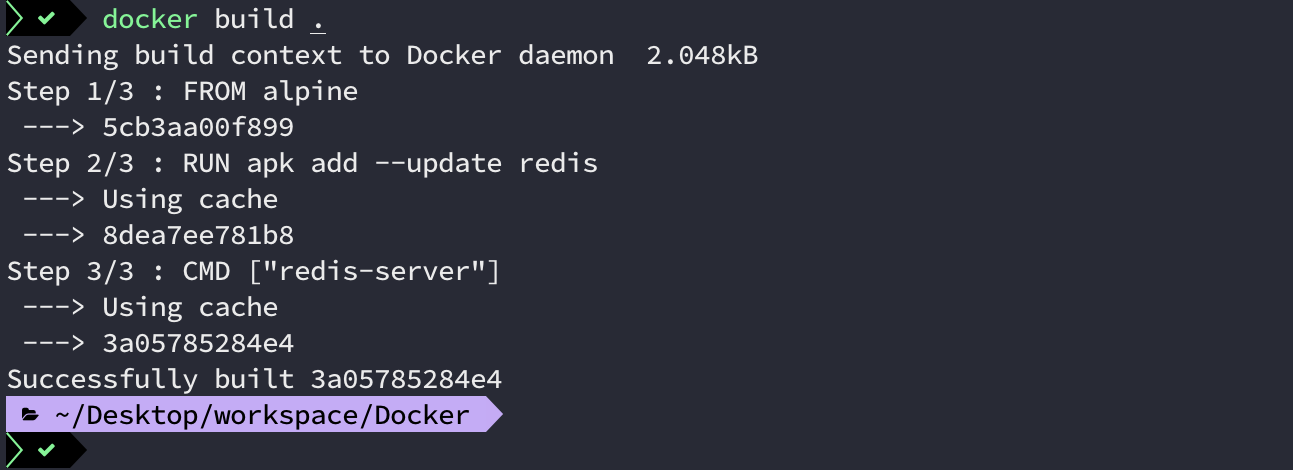 docker build .
Sending build context to Docker daemon  2.048kB
Step 1/3 : FROM alpine
 ---> 5cb3aa00f899
Step 2/3 : RUN apk add --update redis
 ---> Using cache
 ---> 8dea7ee781b8
Step 3/3 : CMD ["redis-server"]
 ---> Using cache
 ---> 3a05785284e4
Successfully built 3a05785284e4
~/Desktop/workspace/Docker